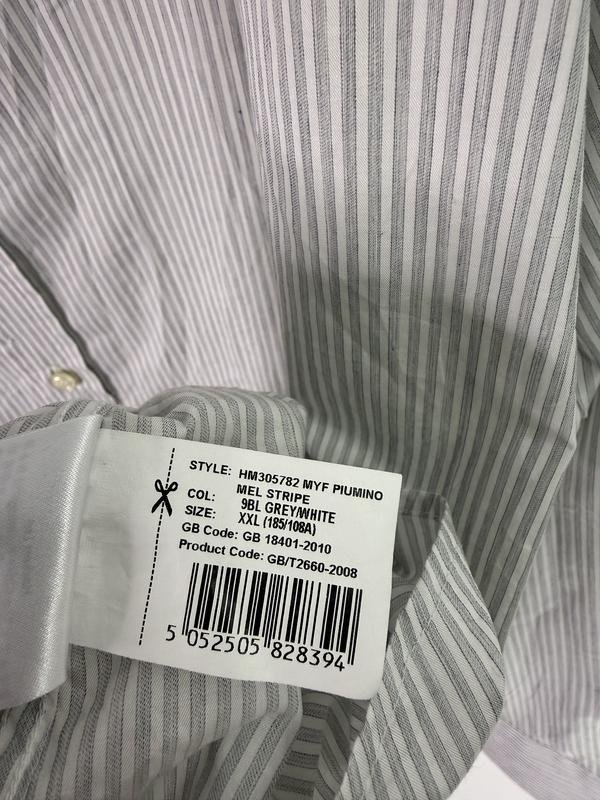 STYLE: HM305782 MYF PIUMINO
MEL STRIPE
COL: 9BL GREY/WHITE
SIZE: XXL (185/108A)
GB Code: GB 18401-2010
Product Code: GB/T2660-2008
5 052505 828394